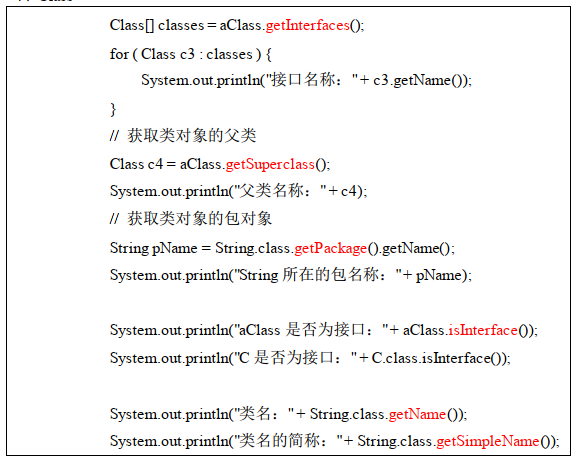 Class[] classes = aClass.getInterfaces();
for ( Class c3 : classes ) {
System.out.println("接口名称："+ c3.getName());
}
// 获取类对象的父类
Class c4 = aClass.getSuperclass();
System.out.println("父类名称："+ c4);
// 获取类对象的包对象
String pName = String.class.getPackage().getName();
System.out.println("String 所在的包名称："+ pName);
System.out.println("aClass 是否为接口："+ aClass.isInterface());
System.out.println("C 是否为接口："+ C.class.isInterface());
System.out.println("类名："+ String.class.getName());
System.out.println("类名的简称："+ String.class.getSimpleName());